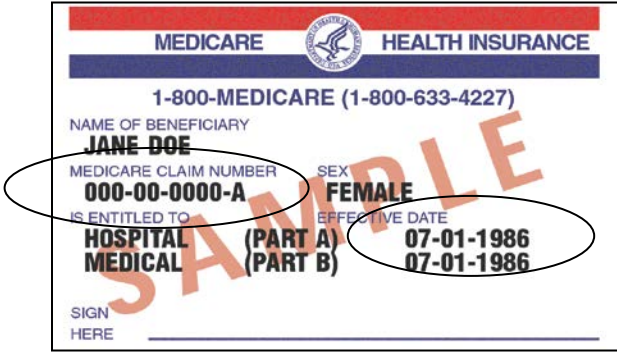 MEDICARE HEALTH INSURANCE
1-800-MEDICARE (1-800-633-4227)
NAME OF BENEFICIARY
JANE DOE
MEDICARE CLAIM NUMBER SEX
000-00-0000-A FEMALE
IS ENTITLED TO EFFECTIVE DATE
HOSPITAL (PART A) 07-01-1986
MEDICAL (PART B) 07-01-1986
SIGN
HERE
SAMPLE